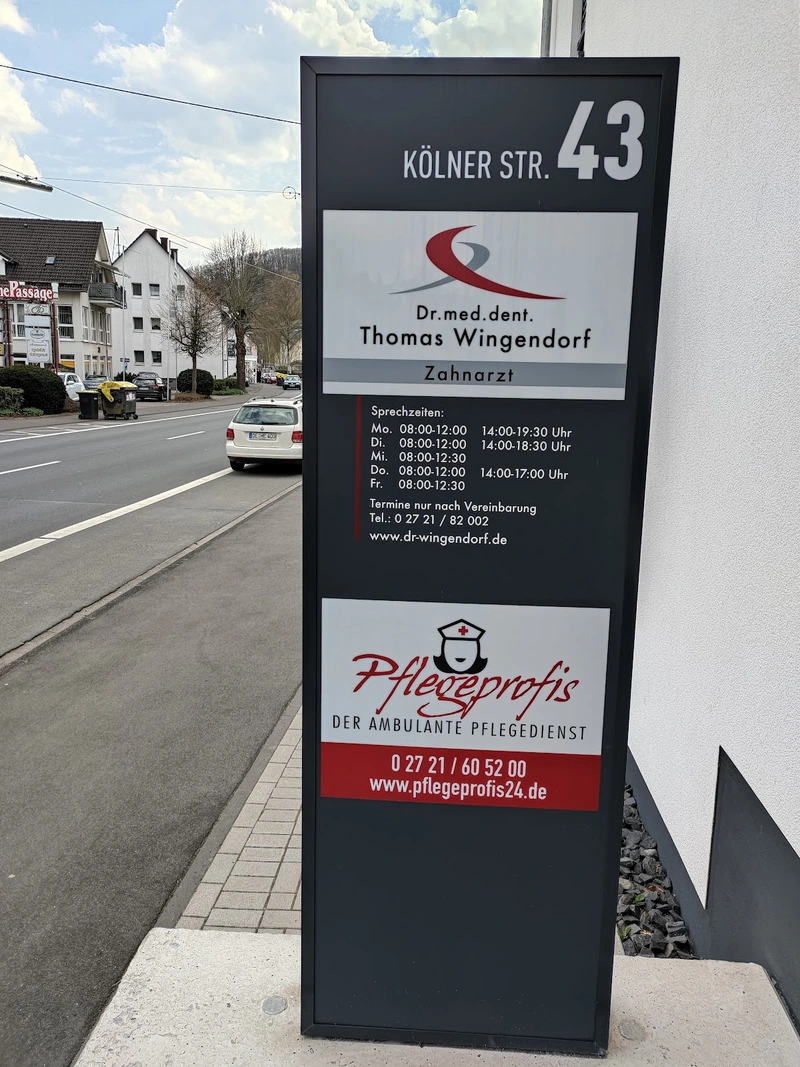 KÖLNER STR. 43
Dr.med.dent.
Thomas Wingendorf
Zahnarzt
Sprechzeiten:
Mo. 08:00-12:00 14:00-19:30 Uhr
Di. 08:00-12:00 14:00-18:30 Uhr
Mi. 08:00-12:30
Do. 08:00-12:00 14:00-17:00 Uhr
Fr. 08:00-12:30
Termine nur nach Vereinbarung
Tel.: 0 27 21 / 82 002
www.dr-wingendorf.de
Pflegeprofis
DER AMBULANTE PFLEGEDIENST
0 27 21 / 60 52 00
www.pflegeprofis24.de
nePassage